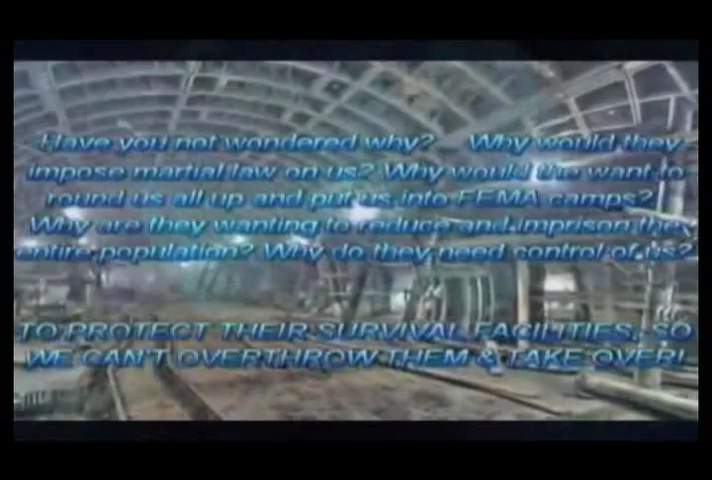 Have you not wondered why? Why would they
impose martial law on us? Why would the want to
round us all up and put us into FEMA camps?
Why are they wanting to reduce and imprison the
entire population? Why do they need control of us?
TO PROTECT THEIR SURVIVAL FACILITIES, SO
WE CAN'T OVERTHROW THEM & TAKE OVER!